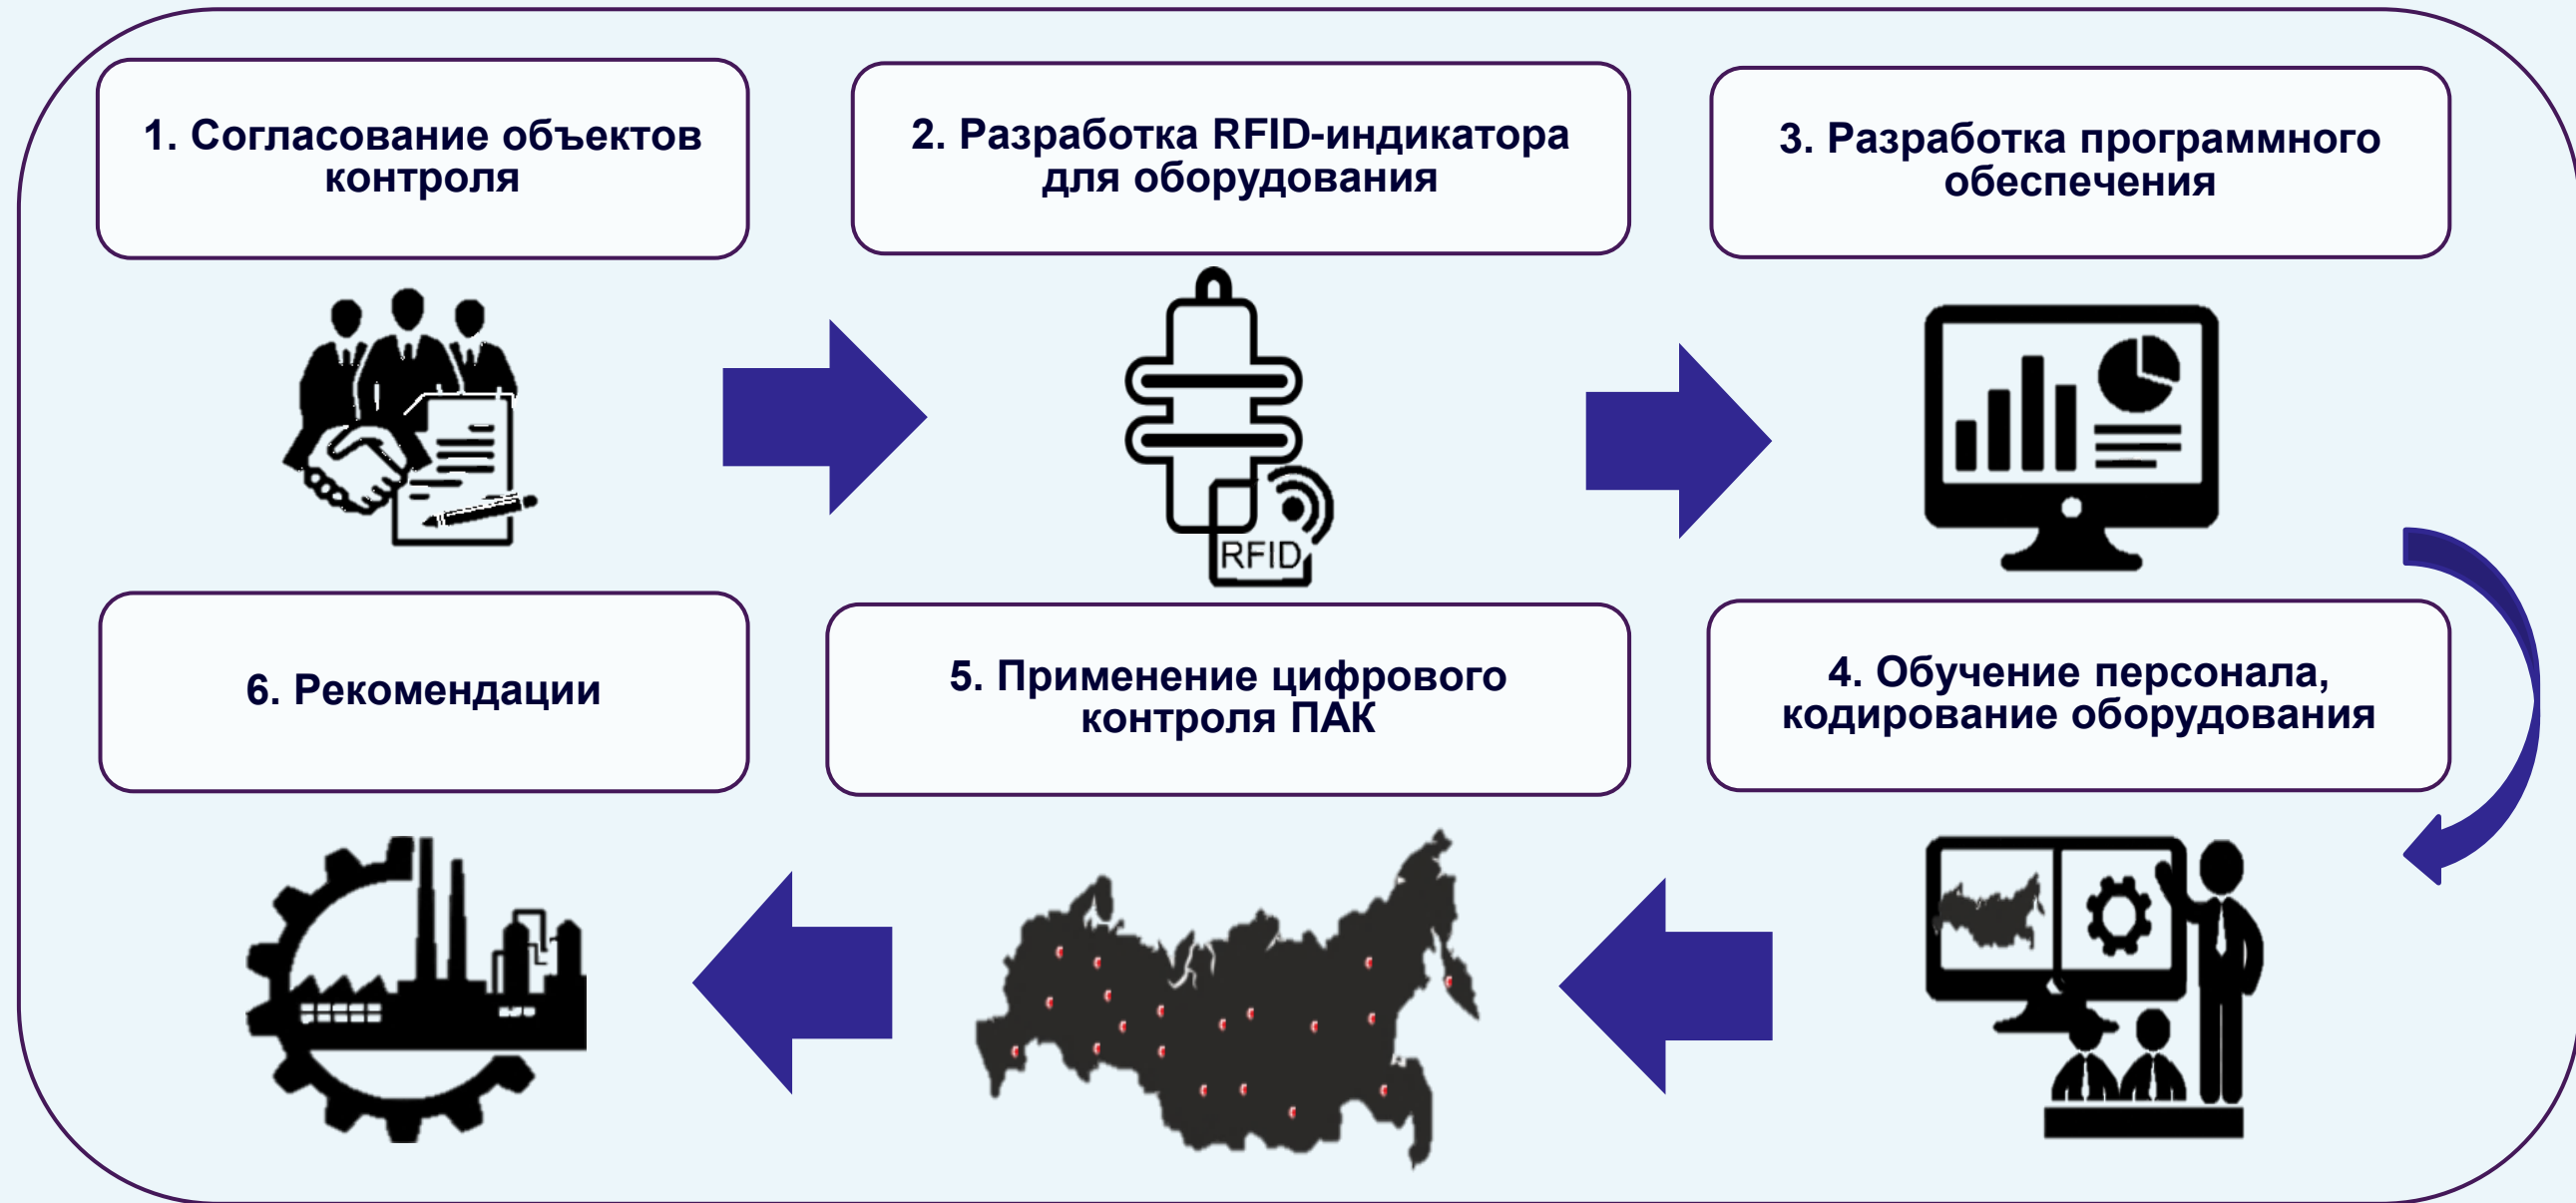 1. Согласование объектов
контроля
2. Разработка RFID-индикатора
для оборудования
3. Разработка программного
обеспечения
RFID
4. Обучение персонала,
кодирование оборудования
5. Применение цифрового
контроля ПАК
6. Рекомендации